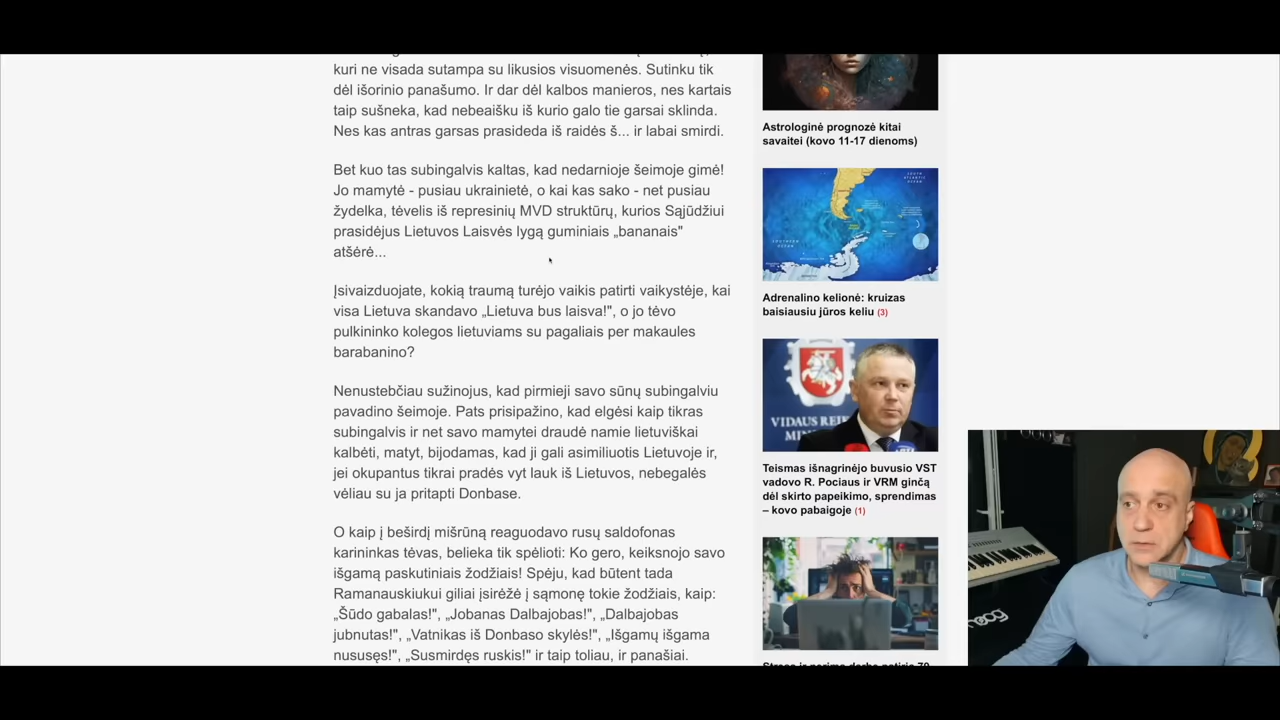 kuri ne visada sutampa su likusios visuomenės. Sutinku tik
dėl išorinio panašumo. Ir dar dėl kalbos manieros, nes kartais
taip sušneka, kad nebeaišku iš kurio galo tie garsai sklinda.
Nes kas antras garsas prasideda iš raidės š... ir labai smirdi.
Bet kuo tas subingalvis kaltas, kad nedarnioje šeimoje gimė!
Jo mamytė - pusiau ukrainietė, o kai kas sako - net pusiau
žydelka, tėvelis iš represinių MVD struktūrų, kurios Sąjūdžiui
prasidėjus Lietuvos Laisvės lygą guminiais „bananais"
atšėrė...
Įsivaizduojate, kokią traumą turėjo vaikis patirti vaikystėje, kai
visa Lietuva skandavo „Lietuva bus laisva!", o jo tėvo
pulkininko kolegos lietuviams su pagaliais per makaules
barabanino?
Nenustebčiau sužinojus, kad pirmieji savo sūnų subingalviu
pavadino šeimoje. Pats prisipažino, kad elgėsi kaip tikras
subingalvis ir net savo mamytei draudė namie lietuviškai
kalbėti, matyt, bijodamas, kad ji gali asimiliuotis Lietuvoje ir,
jei okupantus tikrai pradės vyt lauk iš Lietuvos, nebegalės
vėliau su ja pritapti Donbase.
O kaip į beširdį mišrūną reaguodavo rusų saldofonas
karininkas tėvas, belieka tik spėlioti: Ko gero, keiksnojo savo
išgamą paskutiniais žodžiais! Spėju, kad būtent tada
Ramanauskiukui giliai įsirėžė į sąmonę tokie žodžiai, kaip:
„Šūdo gabalas!", „Jobanas Dalbajobas!", „Dalbajobas
jubnutas!", „Vatnikas iš Donbaso skylės!", „Išgamų išgama
nususęs!", „Susmirdęs ruskis!" ir taip toliau, ir panašiai.
Astrologinė prognozė kitai
savaitei (kovo 11-17 dienoms)
SOUTHERN
OCEAN
Adrenalino kelionė: kruizas
baisiausiu jūros keliu (3)
VIDAUS REIK
MIN
Teismas išnagrinėjo buvusio VST
vadovo R. Pociaus ir VRM ginčą
dėl skirto papeikimo, sprendimas
– kovo pabaigoje (1)
moog